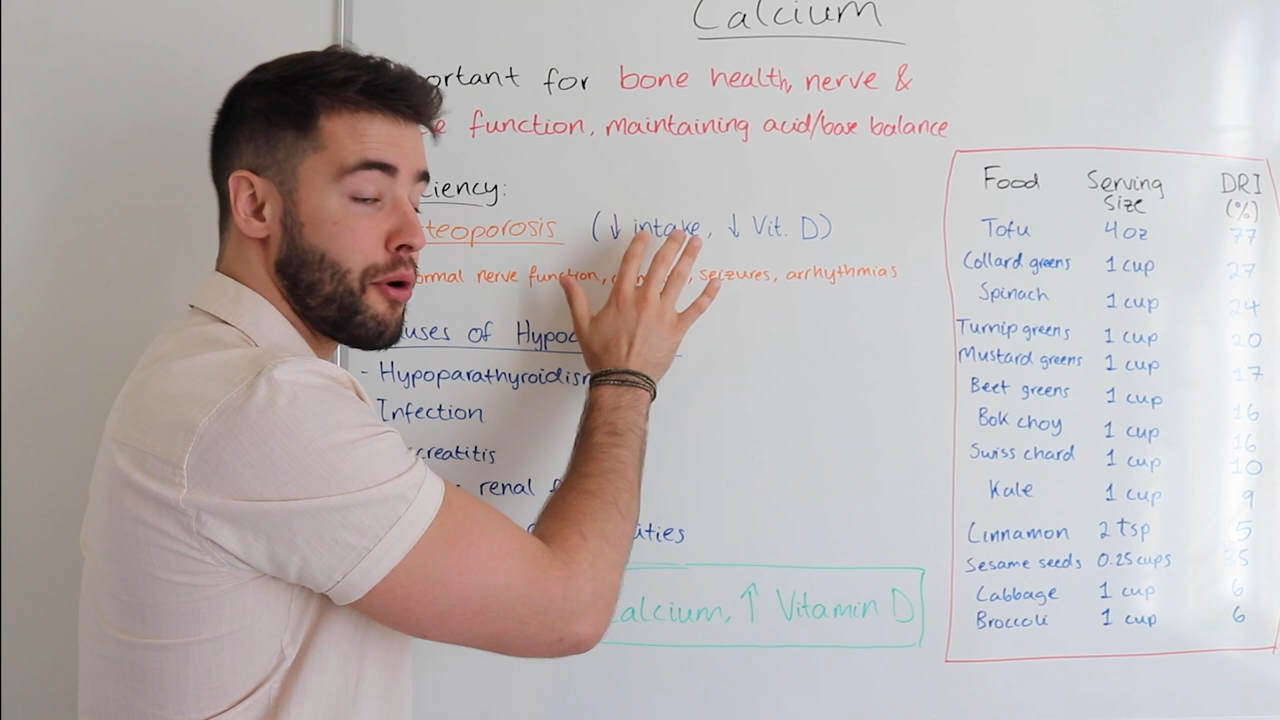 Calcium
ortant for bone health, nerve &
e function, maintaining acid/base balance
ciency:
teoporosis (↓ intake, ↓ Vit. D)
ormal nerve function, seizures, arrhythmias
uses of Hypoc
- Hypoparathyroidism
Infection
creatitis
renal f
ities
alcium, ↑ Vitamin D
Food Serving Size DRI (%)
Tofu 4 oz 77
Collard greens 1 cup 27
Spinach 1 cup 24
Turnip greens 1 cup 20
Mustard greens 1 cup 17
Beet greens 1 cup 16
Bok choy 1 cup 16
Swiss chard 1 cup 10
Kale 1 cup 9
Cinnamon 2 tsp 5
Sesame seeds 0.25 cups 35
Cabbage 1 cup 6
Broccoli 1 cup 6